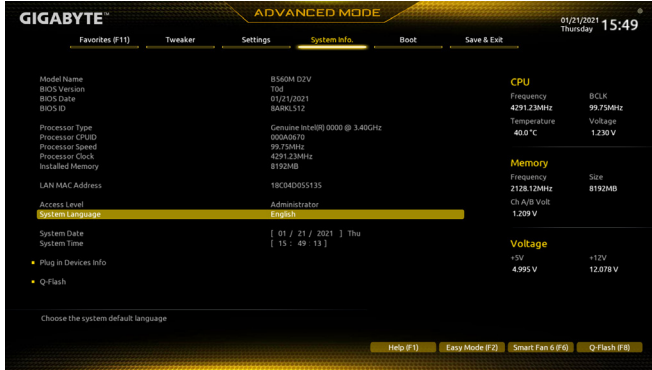 GIGABYTE™
ADVANCED MODE
01/21/2021 Thursday 15:49
Favorites (F11) Tweaker Settings System Info. Boot Save & Exit
Model Name B560M D2V
BIOS Version T0d
BIOS Date 01/21/2021
BIOS ID 8ARKL512
Processor Type Genuine Intel(R) 0000 @ 3.40GHz
Processor CPUID 000A0670
Processor Speed 99.75MHz
Processor Clock 4291.23MHz
Installed Memory 8192MB
LAN MAC Address 18C04D055135
Access Level Administrator
System Language English
System Date [ 01 / 21 / 2021 ] Thu
System Time [ 15 : 49 : 13 ]
Plug in Devices Info
Q-Flash
Choose the system default language
CPU
Frequency BCLK
4291.23MHz 99.75MHz
Temperature Voltage
40.0 °C 1.230 V
Memory
Frequency Size
2128.12MHz 8192MB
Ch A/B Volt
1.209 V
Voltage
+5V +12V
4.995 V 12.078 V
Help (F1) Easy Mode (F2) Smart Fan 6 (F6) Q-Flash (F8)